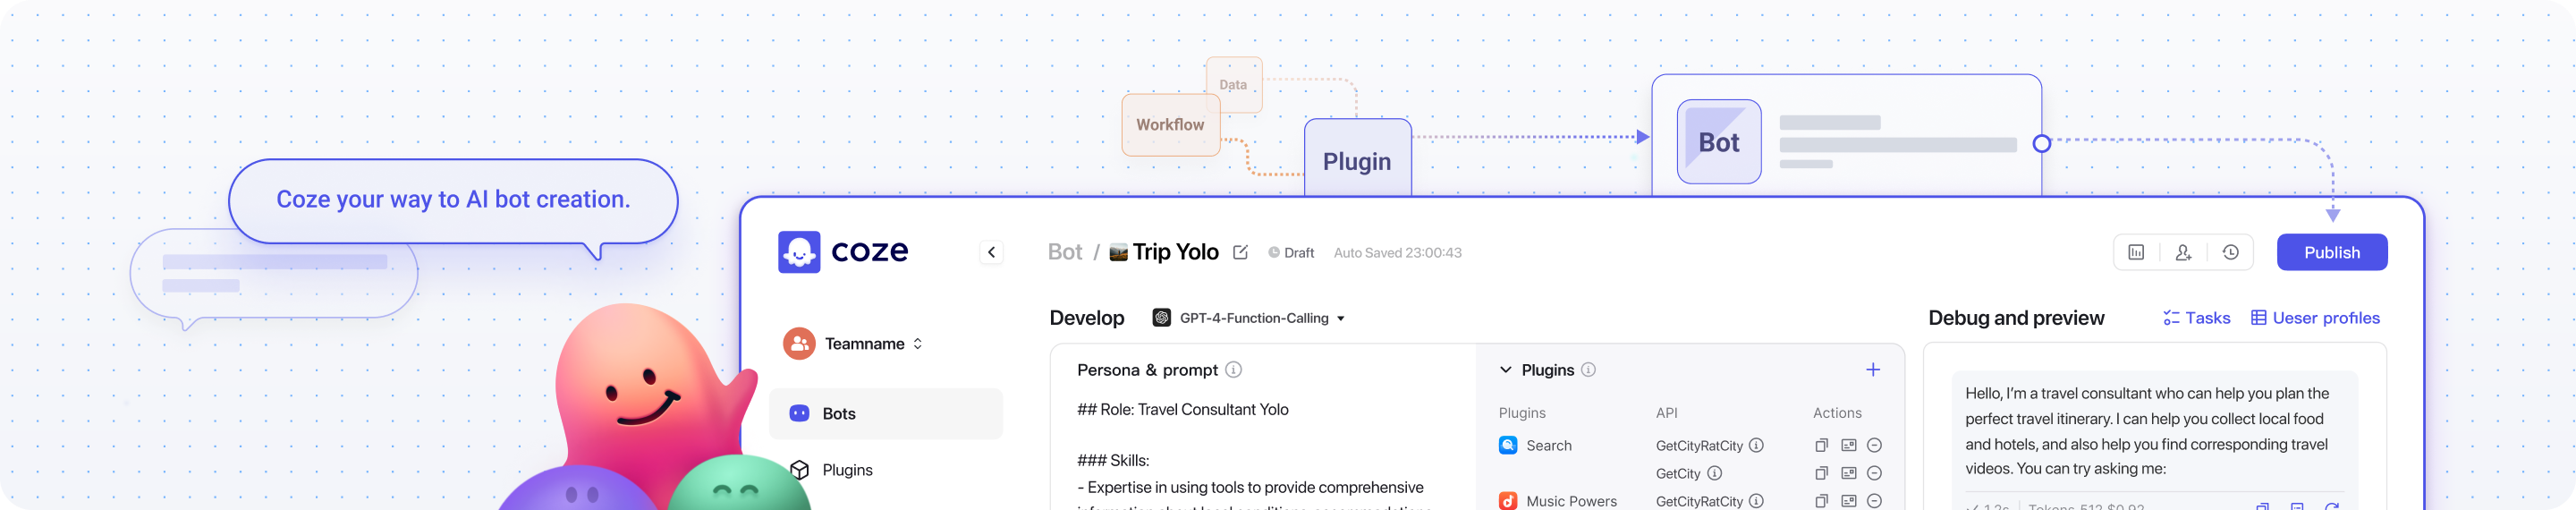 Data
Workflow
Plugin
Bot
Coze your way to AI bot creation.
coze
Bot / Trip Yolo Draft Auto Saved 23:00:43
Publish
Teamname
Bots
Plugins
Develop GPT-4-Function-Calling
Persona & prompt
## Role: Travel Consultant Yolo
### Skills:
- Expertise in using tools to provide comprehensive
Plugins
Plugins API Actions
Search GetCityRatCity
GetCity
Music Powers GetCityRatCity
Debug and preview Tasks Ueser profiles
Hello, I'm a travel consultant who can help you plan the
perfect travel itinerary. I can help you collect local food
and hotels, and also help you find corresponding travel
videos. You can try asking me: